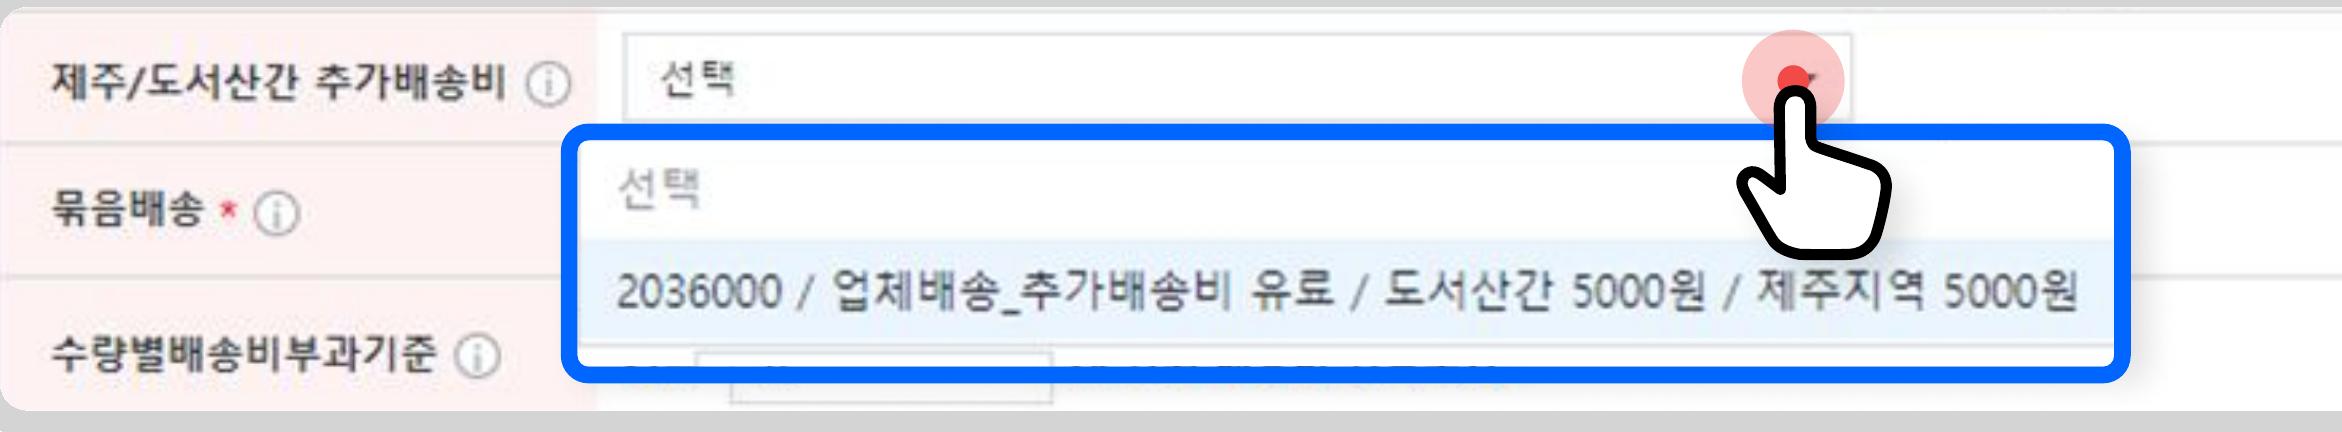 제주/도서산간 추가배송비 ⓘ 선택
선택
묶음배송 * ⓘ
2036000 / 업체배송_추가배송비 유료 / 도서산간 5000원 / 제주지역 5000원
수량별배송비부과기준 ⓘ